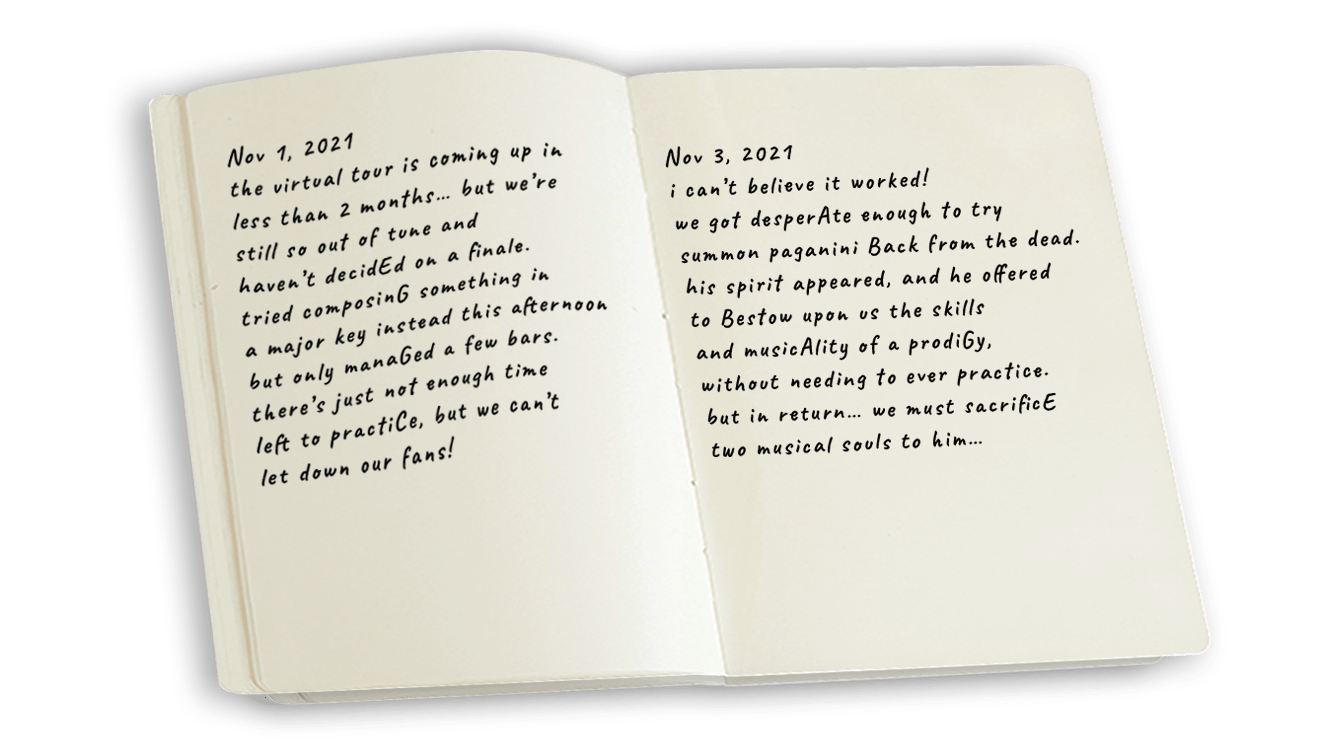 Nov 1, 2021
the virtual tour is coming up in
less than 2 months... but we're
still so out of tune and
haven't decidEd on a finale.
tried composinG something in
a major key instead this afternoon
but only manaGed a few bars.
there's just not enough time
left to practiCe, but we can't
let down our fans!
Nov 3, 2021
i can't believe it worked!
we got desperAte enough to try
summon paganini Back from the dead.
his spirit appeared, and he offered
to Bestow upon us the skills
and musicAlity of a prodiGy,
without needing to ever practice.
but in return... we must sacrificE
two musical souls to him...